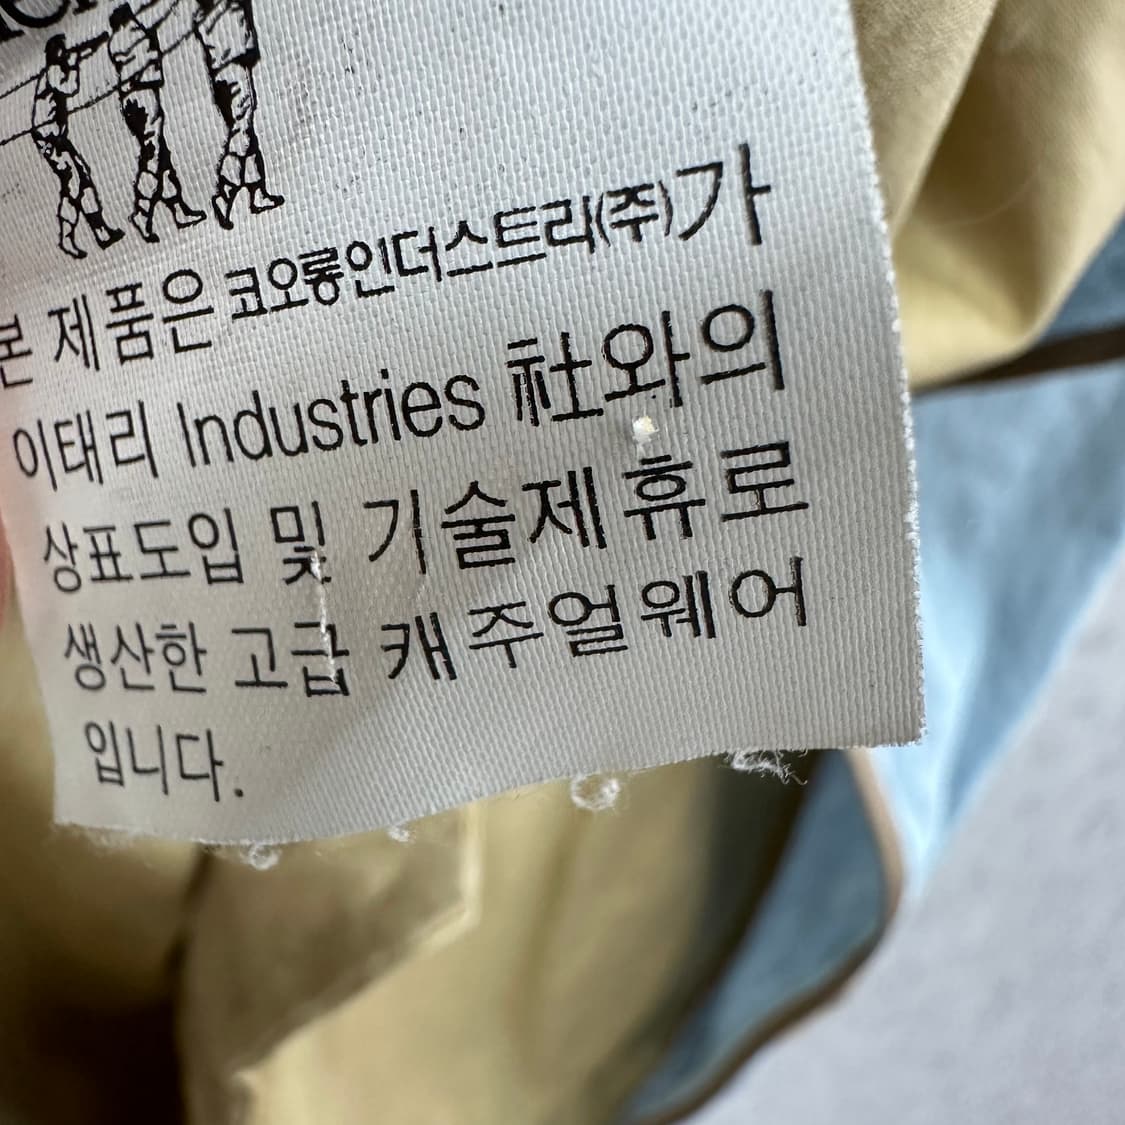 본 제품은 코오롱인더스트리(주)가
이태리 Industries 社와의
상표도입 및 기술제휴로
생산한 고급 캐주얼웨어
입니다.